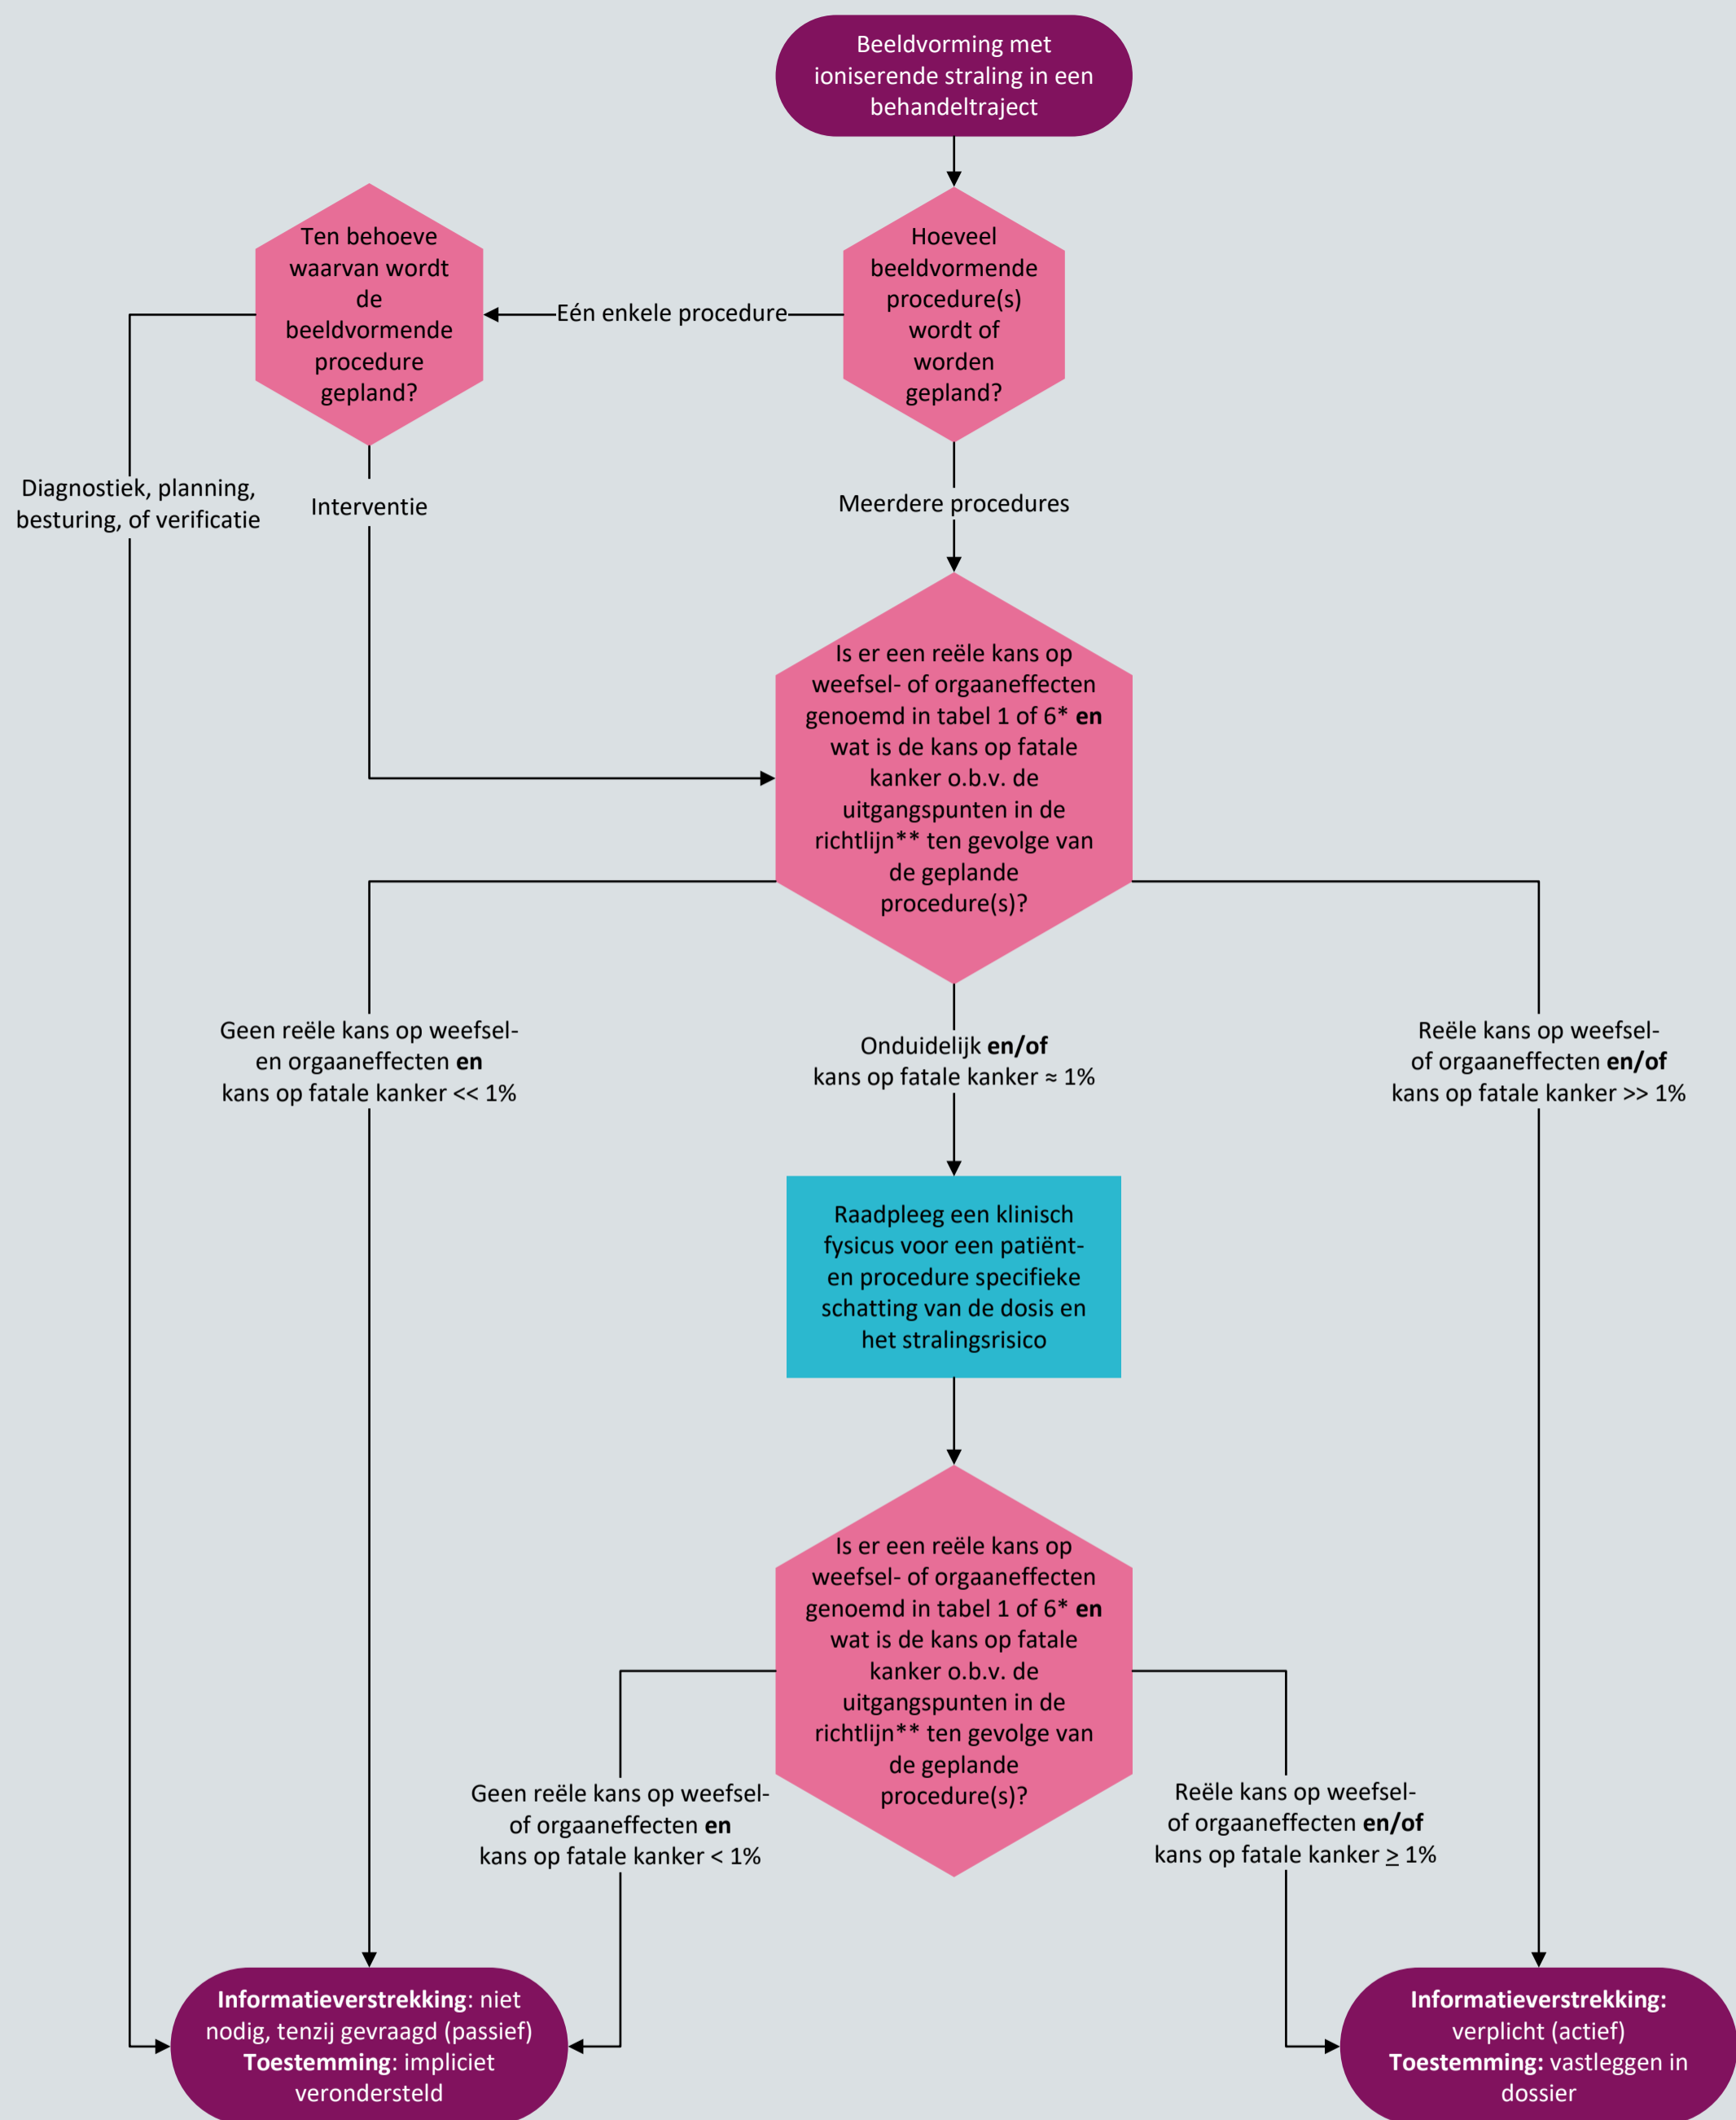 Beeldvorming met
ioniserende straling in een
behandeltraject
Ten behoeve
waarvan wordt
de
beeldvormende
procedure
gepland?
Eén enkele procedure
Hoeveel
beeldvormende
procedure(s)
wordt of
worden
gepland?
Diagnostiek, planning,
besturing, of verificatie
Interventie
Meerdere procedures
Is er een reële kans op
weefsel- of orgaaneffecten
genoemd in tabel 1 of 6* en
wat is de kans op fatale
kanker o.b.v. de
uitgangspunten in de
richtlijn** ten gevolge van
de geplande
procedure(s)?
Geen reële kans op weefsel-
en orgaaneffecten en
kans op fatale kanker << 1%
Onduidelijk en/of
kans op fatale kanker ≈ 1%
Reële kans op weefsel-
of orgaaneffecten en/of
kans op fatale kanker >> 1%
Raadpleeg een klinisch
fysicus voor een patiënt-
en procedure specifieke
schatting van de dosis en
het stralingsrisico
Is er een reële kans op
weefsel- of orgaaneffecten
genoemd in tabel 1 of 6* en
wat is de kans op fatale
kanker o.b.v. de
uitgangspunten in de
richtlijn** ten gevolge van
de geplande
procedure(s)?
Geen reële kans op weefsel-
of orgaaneffecten en
kans op fatale kanker < 1%
Reële kans op weefsel-
of orgaaneffecten en/of
kans op fatale kanker ≥ 1%
Informatieverstrekking: niet
nodig, tenzij gevraagd (passief)
Toestemming: impliciet
verondersteld
Informatieverstrekking:
verplicht (actief)
Toestemming: vastleggen in
dossier